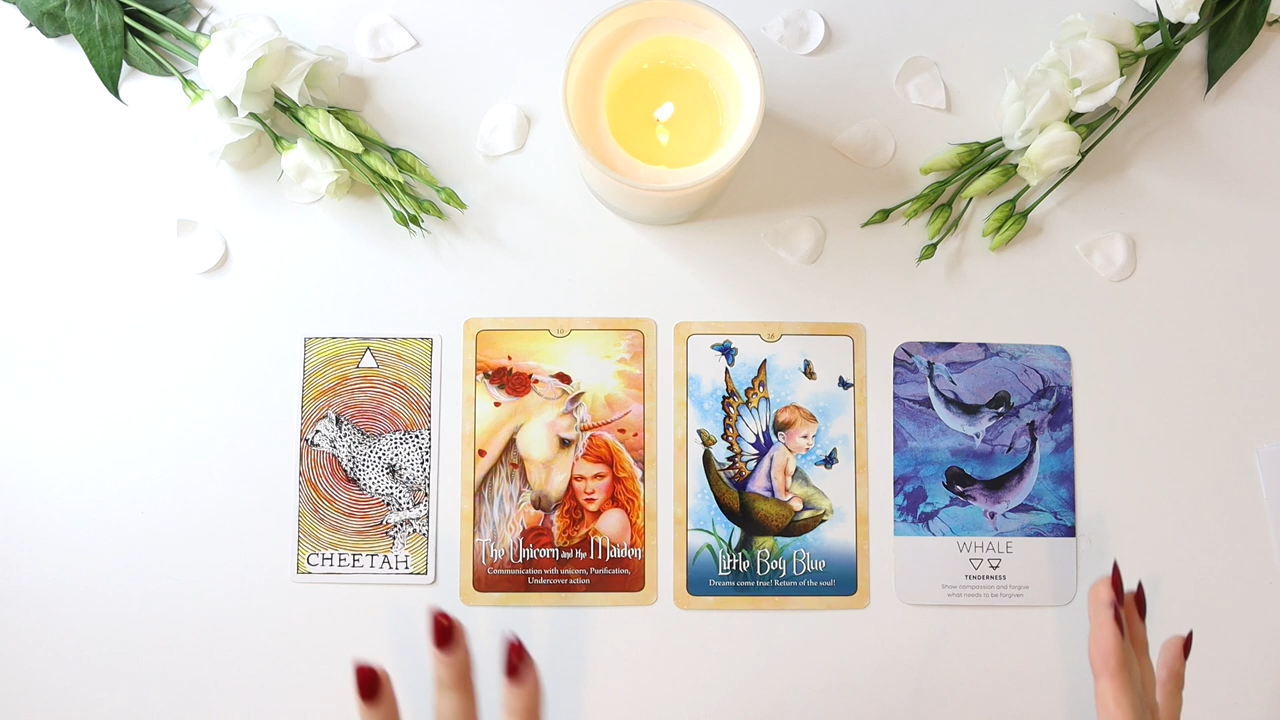 CHEETAH
10
The Unicorn and the Maiden
Communication with unicorn, Purification,
Undercover action
26
Little Boy Blue
Dreams come true! Return of the soul!
WHALE
TENDERNESS
Show compassion and forgive
what needs to be forgiven